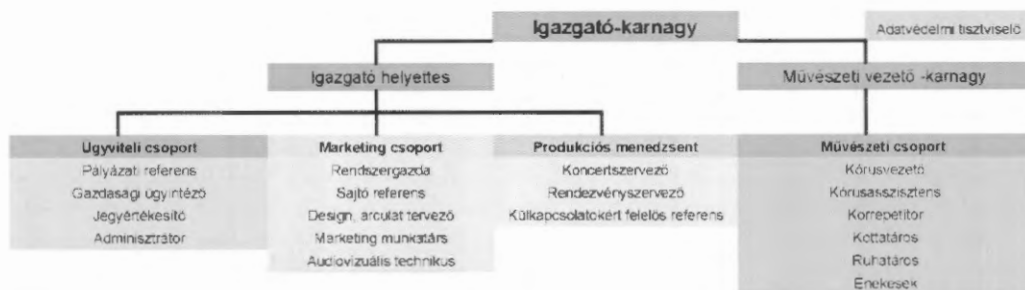 Igazgató-karnagy
Adatvédelmi tisztviselő
Igazgató helyettes
Művészeti vezető -karnagy
Ügyviteli csoport
Pályázati referens
Gazdasági ügyintéző
Jegyértékesítő
Adminisztrátor
Marketing csoport
Rendszergazda
Sajtó referens
Design, arculat tervező
Marketing munkatárs
Audiovizuális technikus
Produkciós menedzsent
Koncertszervező
Rendezvényszervező
Külkapcsolatokért felelős referens
Művészeti csoport
Kórusvezető
Kórusasszisztens
Korrepetitor
Kottatáros
Ruhatáros
Énekesek